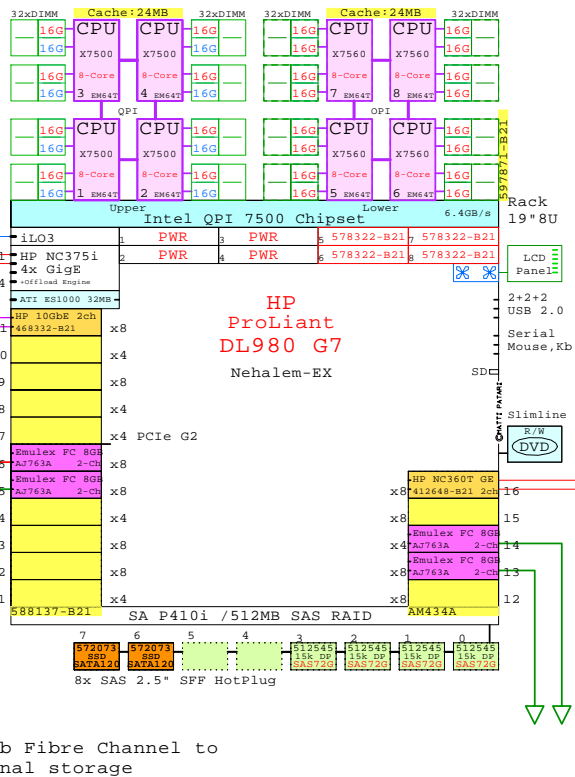 32xDIMM Cache:24MB 32xDIMM 32xDIMM Cache:24MB 32xDIMM
16G CPU CPU 16G 16G CPU CPU 16G
16G X7500 X7500 16G 16G X7560 X7560 16G
16G 8-Core 8-Core 16G 16G 8-Core 8-Core 16G
16G 3 EM64T 4 EM64T 16G 16G 7 EM64T 8 EM64T 16G
QPI QPI
16G CPU CPU 16G 16G CPU CPU 16G
16G X7500 X7500 16G 16G X7560 X7560 16G
16G 8-Core 8-Core 16G 16G 8-Core 8-Core 16G
16G 1 EM64T 2 EM64T 16G 16G 5 EM64T 6 EM64T 16G
597871-B21
Upper Lower
Intel QPI 7500 Chipset 6.4GB/s
Rack
19"8U
iLO3 1 PWR 3 PWR 5 578322-B21 7 578322-B21
HP NC375i 2 PWR 4 PWR 6 578322-B21 8 578322-B21
4x GigE
+Offload Engine
LCD
Panel
ATI ES1000 32MB
HP
ProLiant
DL980 G7
Nehalem-EX
2+2+2
USB 2.0
Serial
Mouse,Kb
SD
©MATTI PATARI
Slimline
R/W
DVD
HP 10GbE 2ch
468332-B21 x8
x4
x8
x4
x4 PCIe G2
Emulex FC 8GB
AJ763A 2-Ch x8
Emulex FC 8GB
AJ763A 2-Ch x8
x4
x8
x8
x4
588137-B21
HP NC360T GE
x8 412648-B21 2ch 16
x8 15
Emulex FC 8GB
x4 AJ763A 2-Ch 14
Emulex FC 8GB
x8 AJ763A 2-Ch 13
x8 12
AM434A
SA P410i /512MB SAS RAID
7 6 5 4 3 2 1 0
572073 572073 512545 512545 512545 512545
SSD SSD 15k DP 15k DP 15k DP 15k DP
SATA120 SATA120 SAS72G SAS72G SAS72G SAS72G
8x SAS 2.5" SFF HotPlug
b Fibre Channel to
nal storage